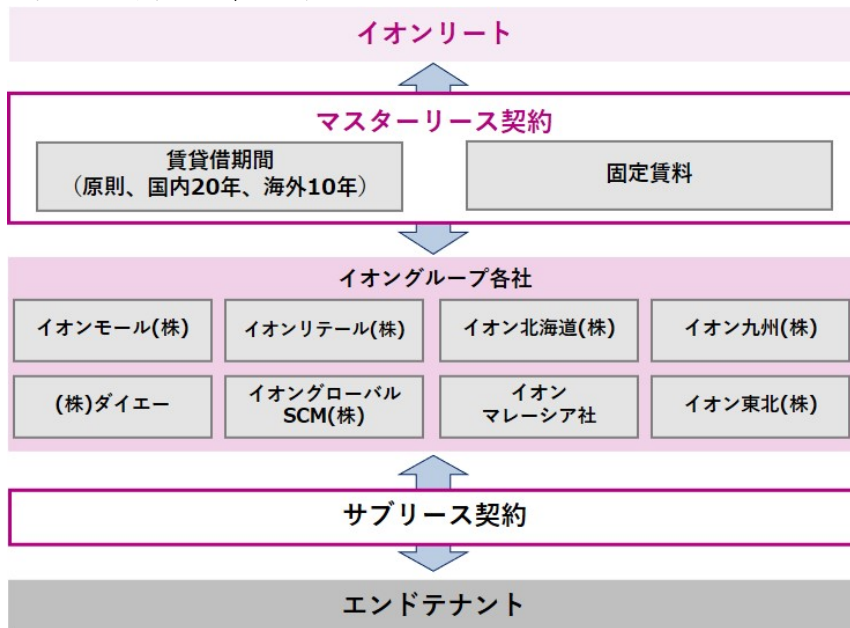 イオンリート
マスターリース契約
賃貸借期間
（原則、国内20年、海外10年）
固定賃料
イオングループ各社
イオンモール(株)
イオンリテール(株)
イオン北海道(株)
イオン九州(株)
(株)ダイエー
イオングローバル
SCM(株)
イオン
マレーシア社
イオン東北(株)
サブリース契約
エンドテナント